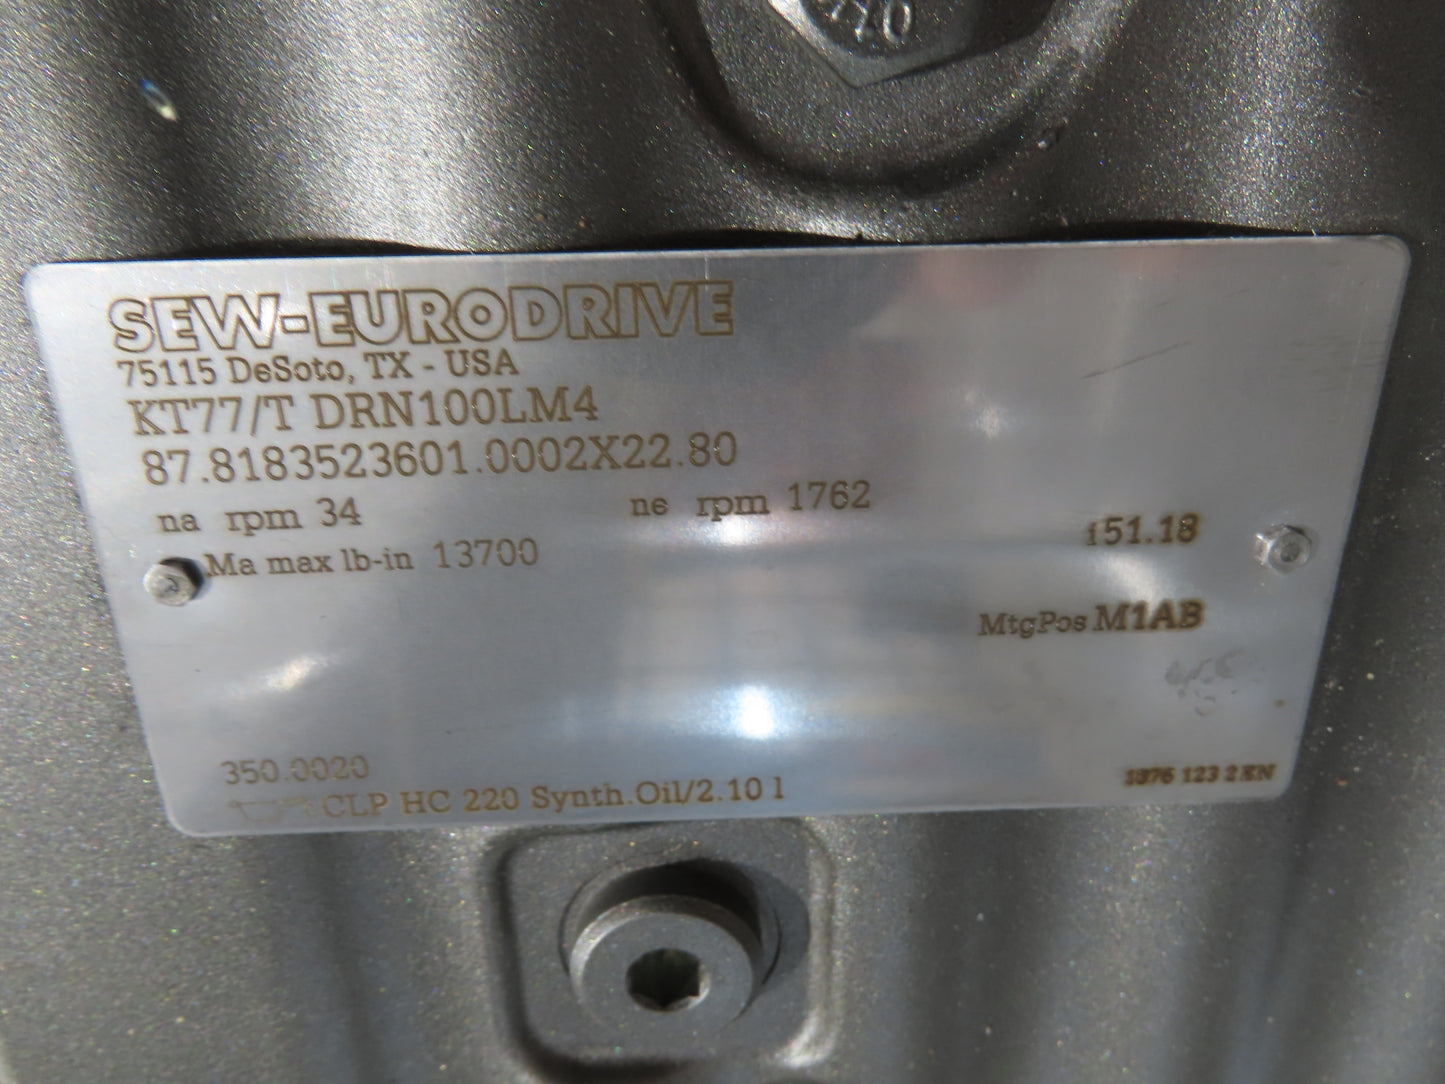 SEW-EURODRIVE
75115 DeSoto, TX - USA
KT77/T DRN100LM4
87.8183523601.0002X22.80
na rpm 34 ne rpm 1762
i51.18
Ma max lb-in 13700
MtgPos M1AB
350.0020
CLP HC 220 Synth.Oil/2.10 l
1876 123 2 EN